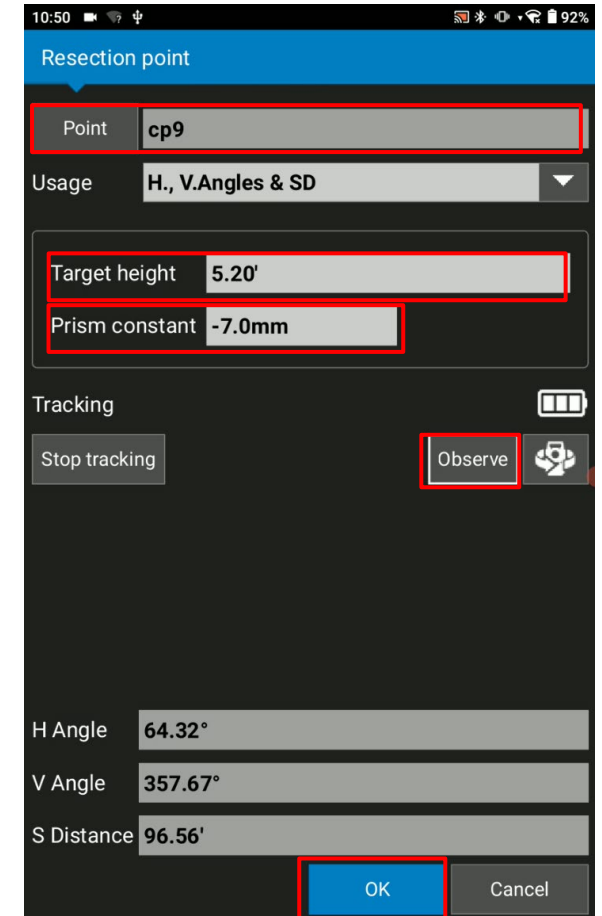 10:50 92%
Resection point
Point cp9
Usage H., V.Angles & SD
Target height 5.20'
Prism constant -7.0mm
Tracking
Stop tracking Observe
H Angle 64.32°
V Angle 357.67°
S Distance 96.56'
OK Cancel